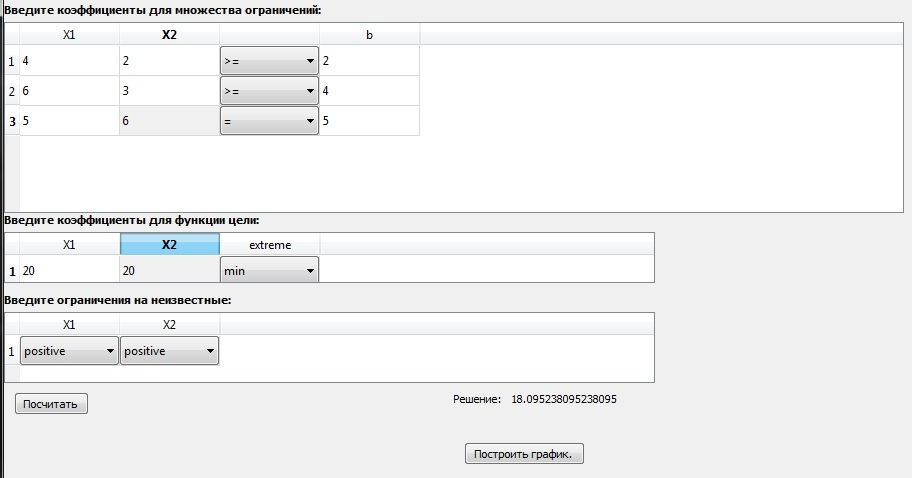 Введите коэффициенты для множества ограничений:
X1 X2 b
1 4 2 >= 2
2 6 3 >= 4
3 5 6 = 5
Введите коэффициенты для функции цели:
X1 X2 extreme
1 20 20 min
Введите ограничения на неизвестные:
X1 X2
1 positive positive
Посчитать Решение: 18.095238095238095
Построить график.